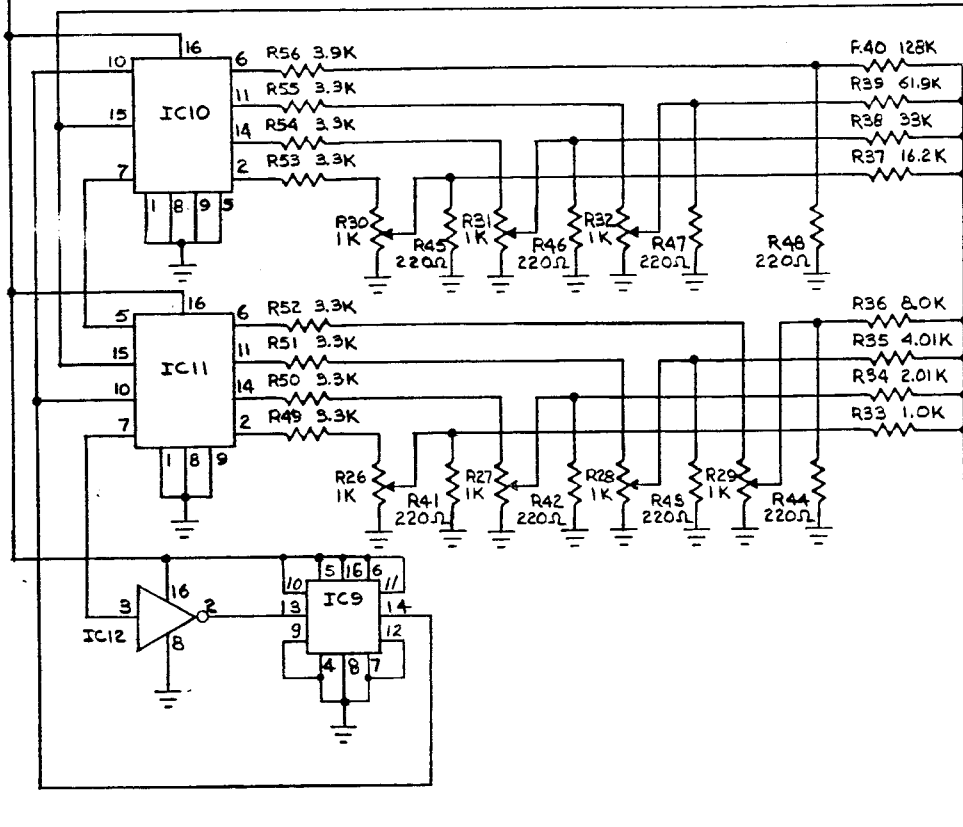 16
10
6
R56 3.9K
R.40 128K
11
R55 3.3K
R39 61.9K
15
IC10
14
R54 3.3K
R38 33K
7
2
R53 3.3K
R37 16.2K
1 8 9 5
R30 1K
R45 220Ω
R31 1K
R46 220Ω
R32 1K
R47 220Ω
R48 220Ω
16
5
6
R52 3.3K
R36 8.0K
15
IC11
11
R51 3.3K
R35 4.01K
10
14
R50 3.3K
R34 2.01K
7
2
R49 3.3K
R33 1.0K
1 8 9
R26 1K
R41 220Ω
R27 1K
R42 220Ω
R28 1K
R43 220Ω
R29 1K
R44 220Ω
16
10
5 16 6
11
3
2
13
IC9
14
IC12
8
9
12
4 8 7